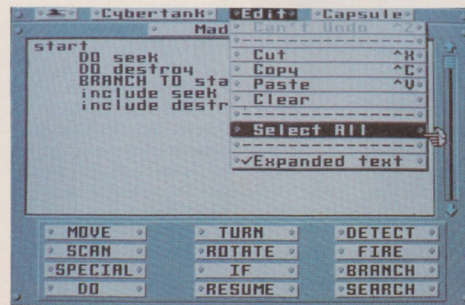 Cybertank Edit Capsule
Mad
Can't Undo ^Z
start
DO seek
DO destroy
BRANCH TO sta
include seek
include destr
Cut ^X
Copy ^C
Paste ^V
Clear
Select All
✓Expanded text
MOVE TURN DETECT
SCAN ROTATE FIRE
SPECIAL IF BRANCH
DO RESUME SEARCH